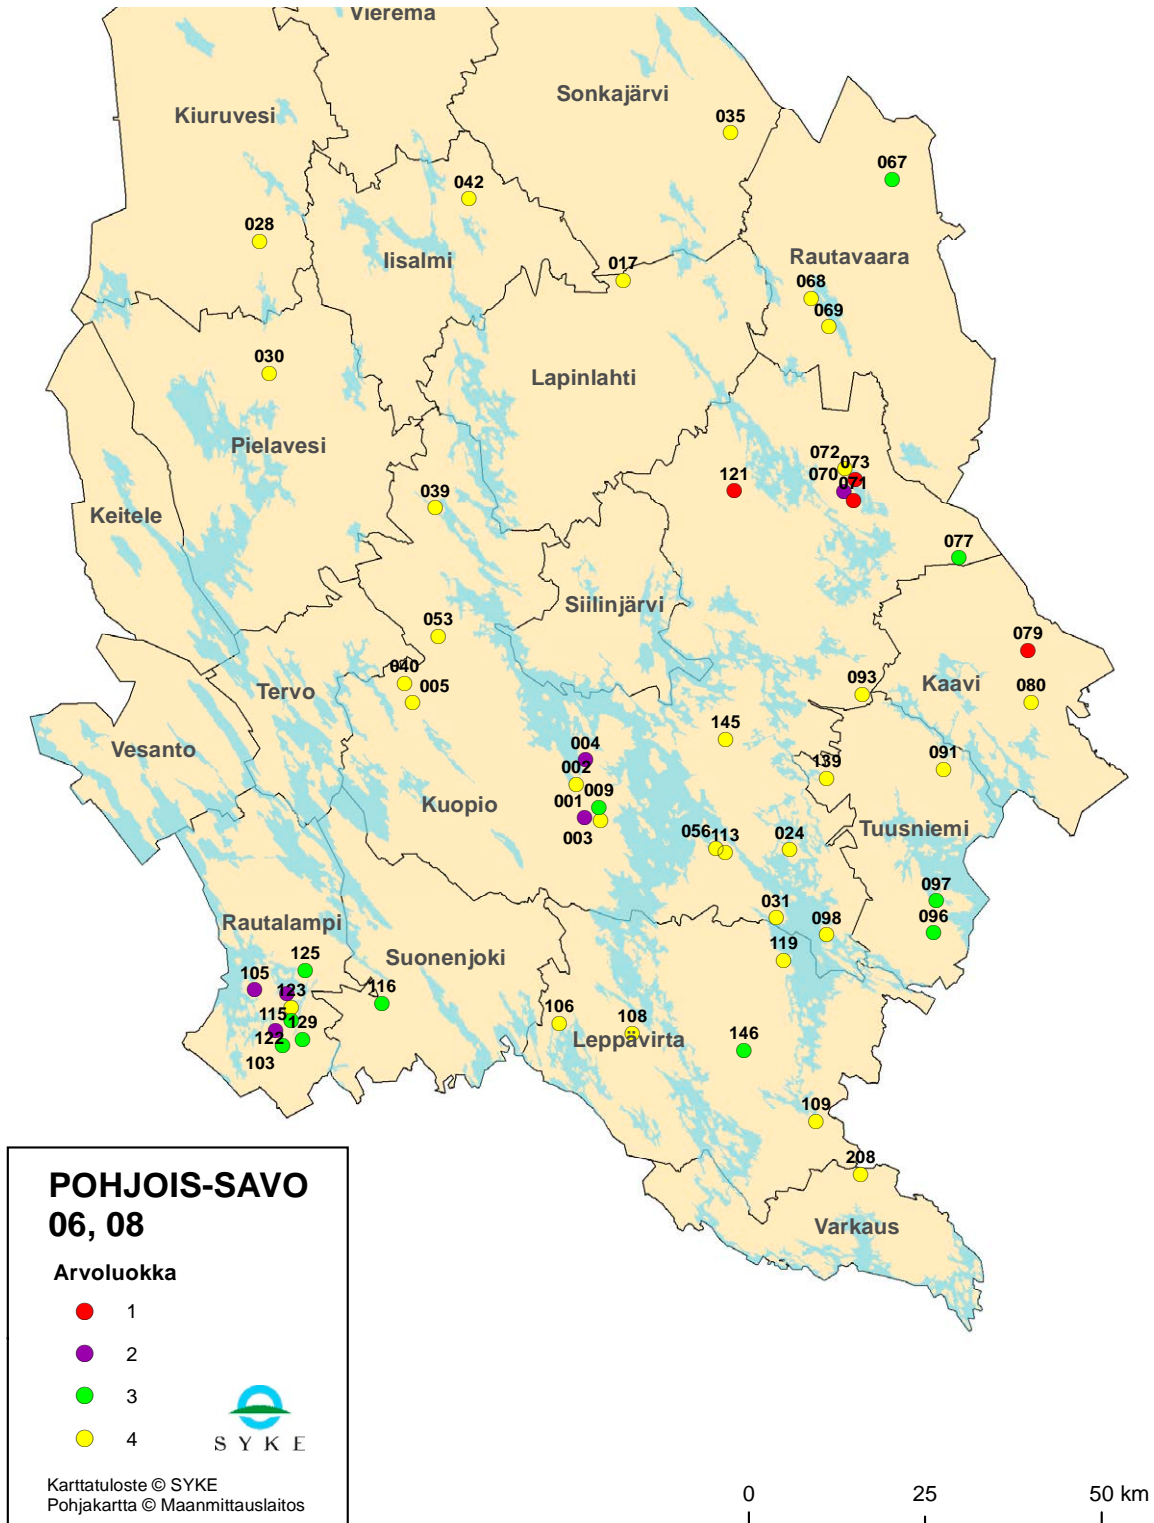 Vieremä
Sonkajärvi
Kiuruvesi
035
067
042
028
Rautavaara
Iisalmi
017
068
069
030
Lapinlahti
Pielavesi
072
073
121
070
071
039
Keitele
077
Siilinjärvi
053
079
040
093
Kaavi
Tervo
005
080
145
Vesanto
004
139
091
002
009
001
Kuopio
Tuusniemi
056
113
024
003
097
031
096
Rautalampi
098
125
Suonenjoki
119
105
116
123
106
115
129
108
122
Leppävirta
146
103
109
208
Varkaus
POHJOIS-SAVO
06, 08
Arvoluokka
1
2
3
4
SYKE
Karttatuloste © SYKE
Pohjakartta © Maanmittauslaitos
0 25 50 km